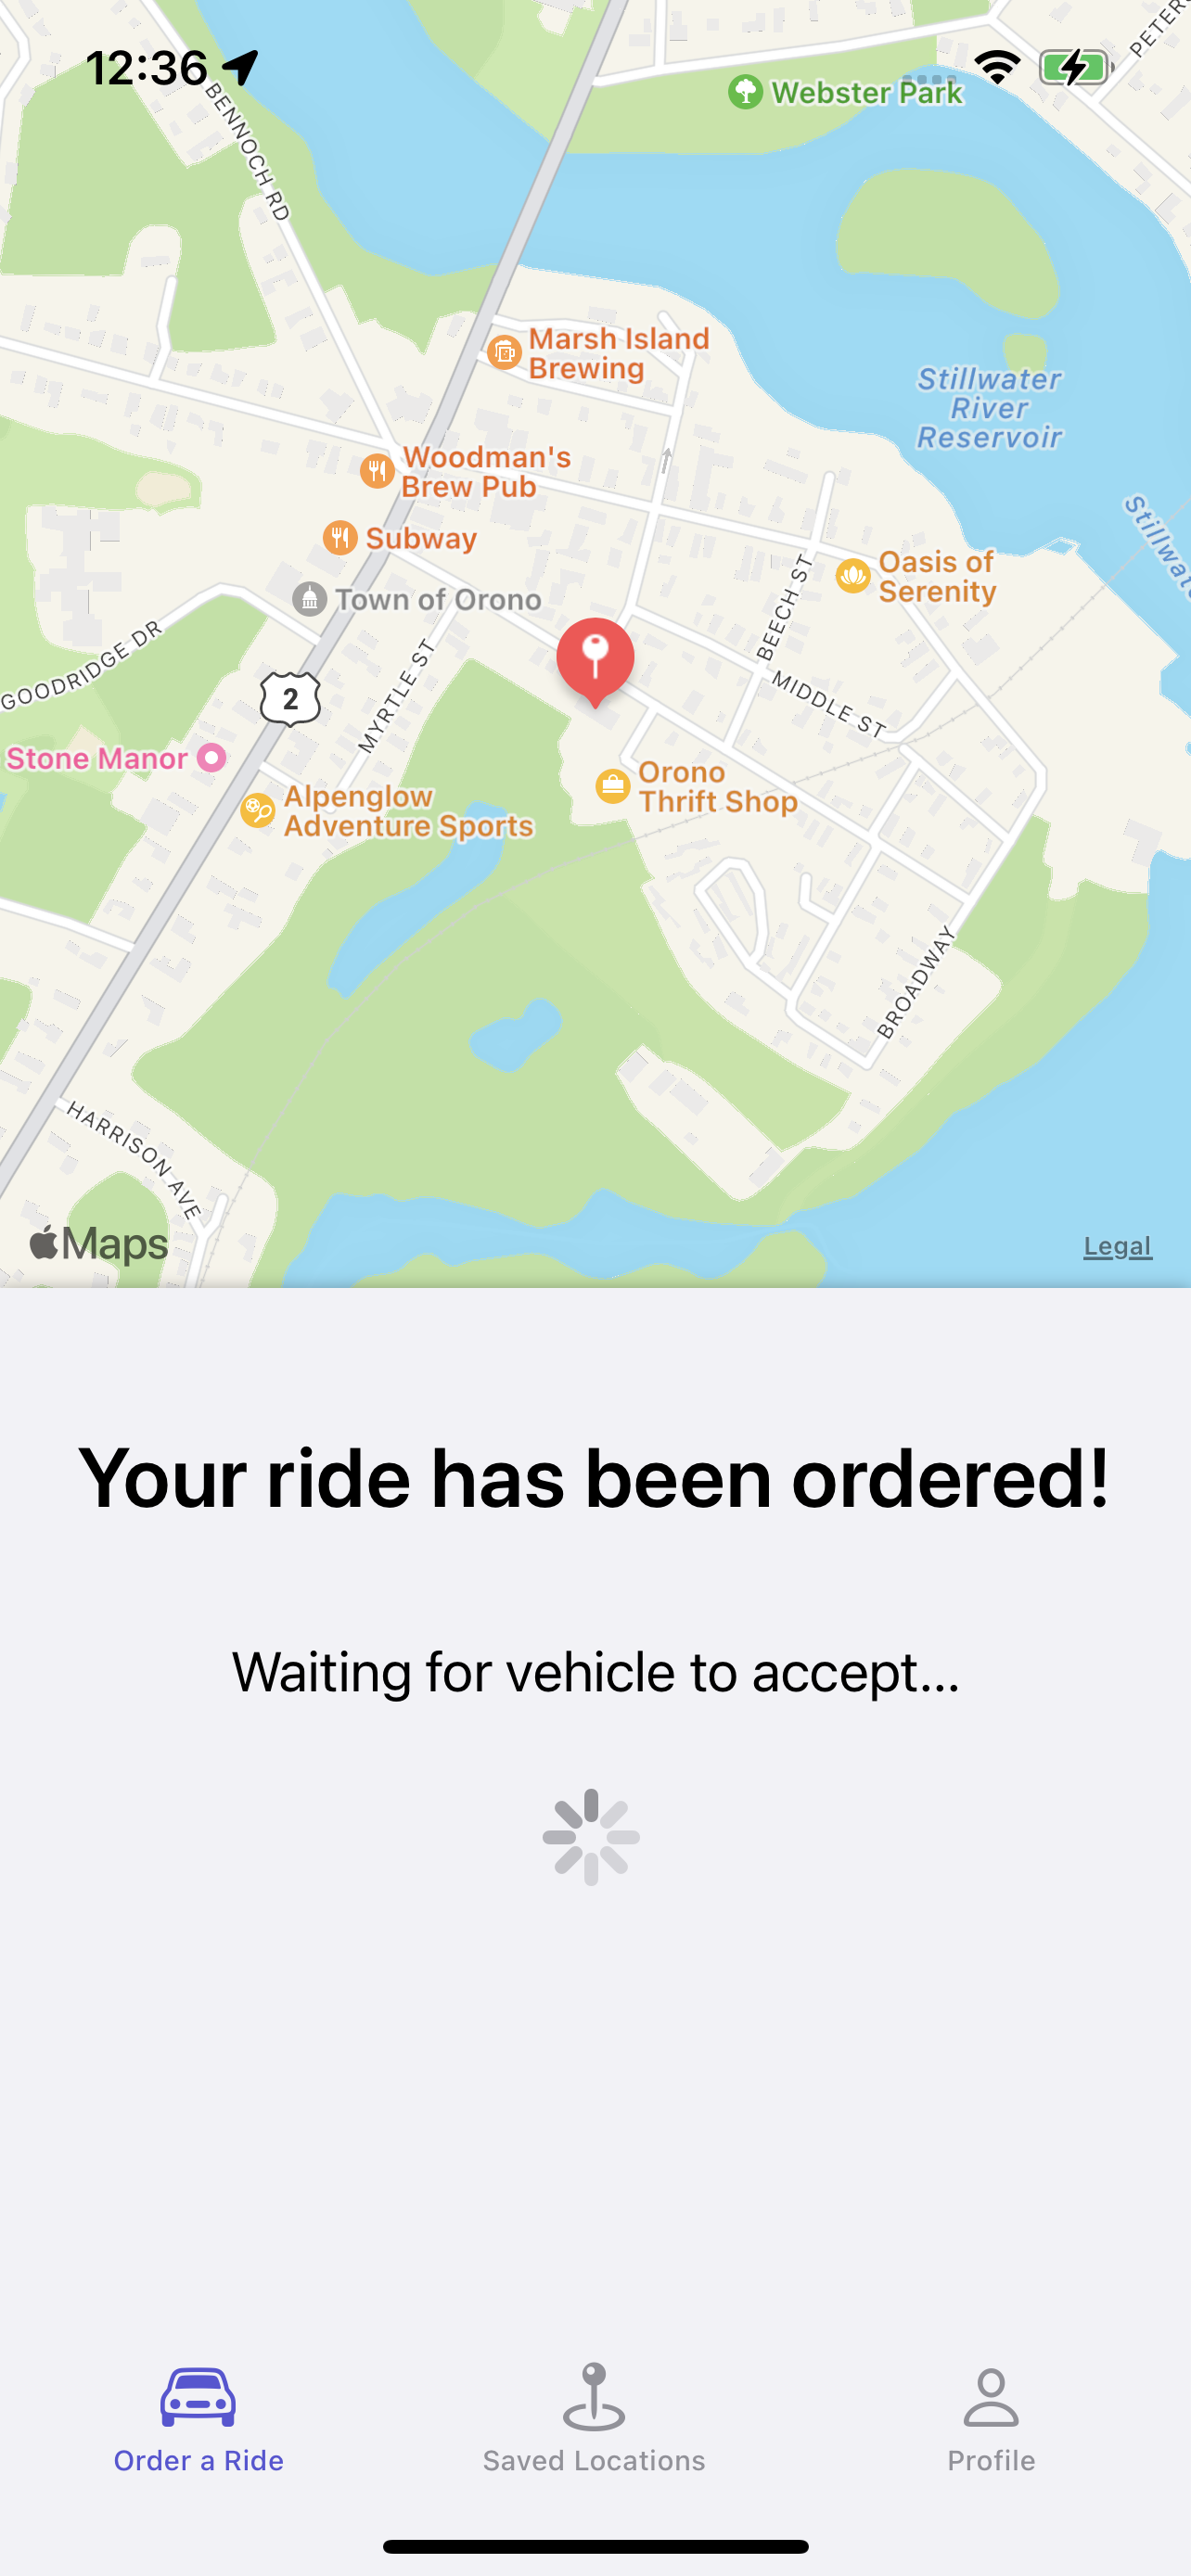 12:36
PETERS
BENNOCH RD
Webster Park
Marsh Island
Brewing
Stillwater
River
Reservoir
Woodman's
Brew Pub
Subway
Oasis of
Serenity
Town of Orono
BEECH ST
GOODRIDGE DR
MYRTLE ST
MIDDLE ST
2
Stone Manor
Orono
Thrift Shop
Alpenglow
Adventure Sports
BROADWAY
HARRISON AVE
Maps
Legal
Your ride has been ordered!
Waiting for vehicle to accept...
Order a Ride
Saved Locations
Profile